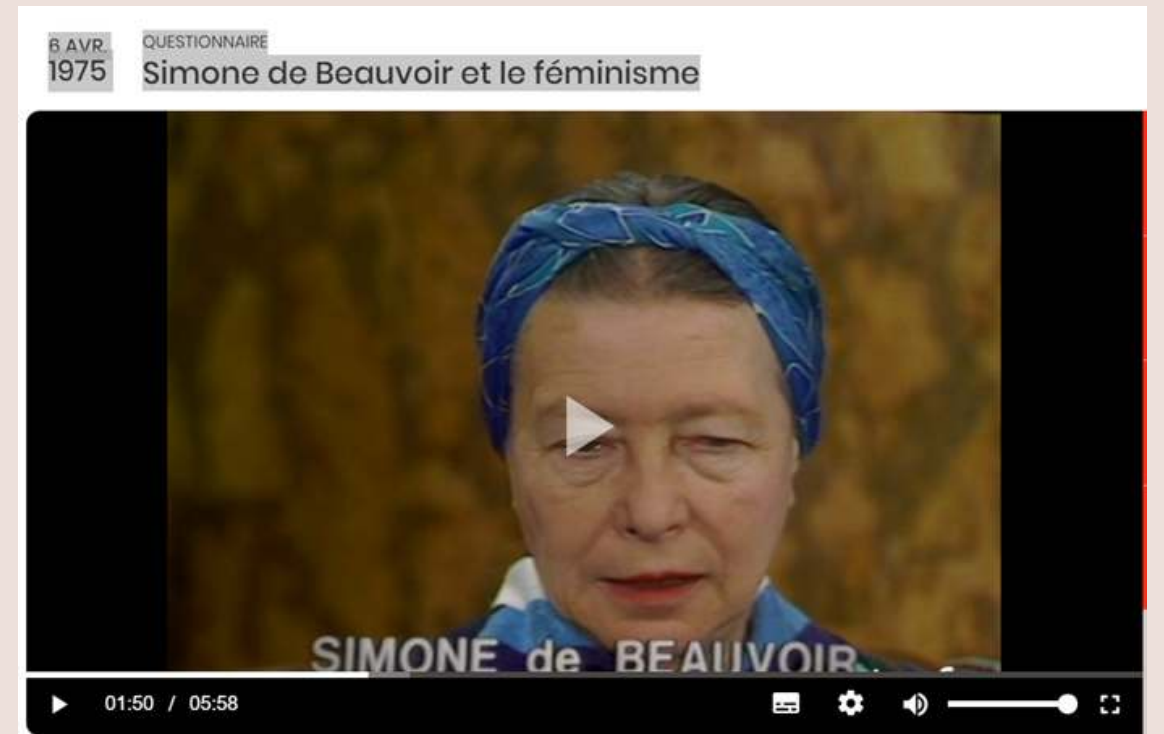 6 AVR.
1975
QUESTIONNAIRE
Simone de Beauvoir et le féminisme
SIMONE de BEAUVOIR
01:50 / 05:58